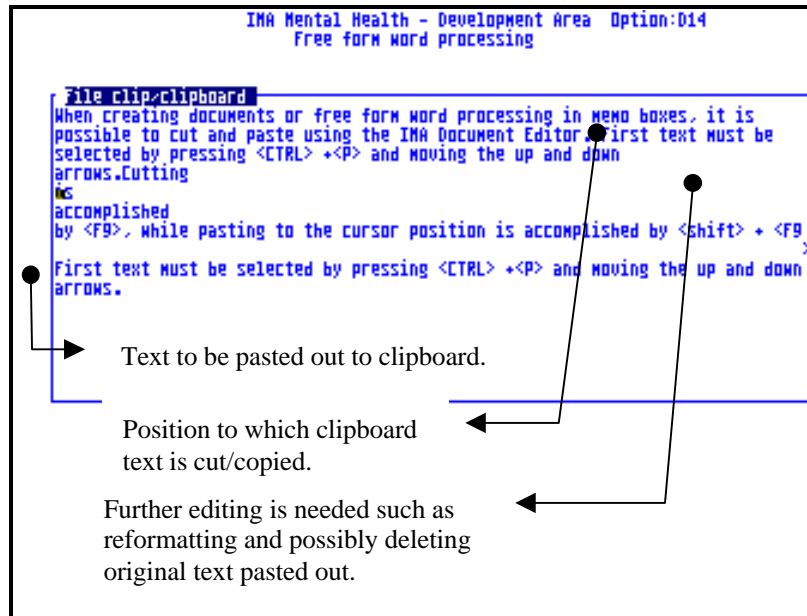 IMA Mental Health - Development Area Option:D14
Free form word processing
File clip/clipboard
When creating documents or free form word processing in memo boxes, it is
possible to cut and paste using the IMA Document Editor.First text must be
selected by pressing <CTRL> +<P> and moving the up and down
arrows.Cutting
is
accomplished
by <F9>, while pasting to the cursor position is accomplished by <shift> + <F9
>
First text must be selected by pressing <CTRL> +<P> and moving the up and down
arrows.
Text to be pasted out to clipboard.
Position to which clipboard
text is cut/copied.
Further editing is needed such as
reformatting and possibly deleting
original text pasted out.